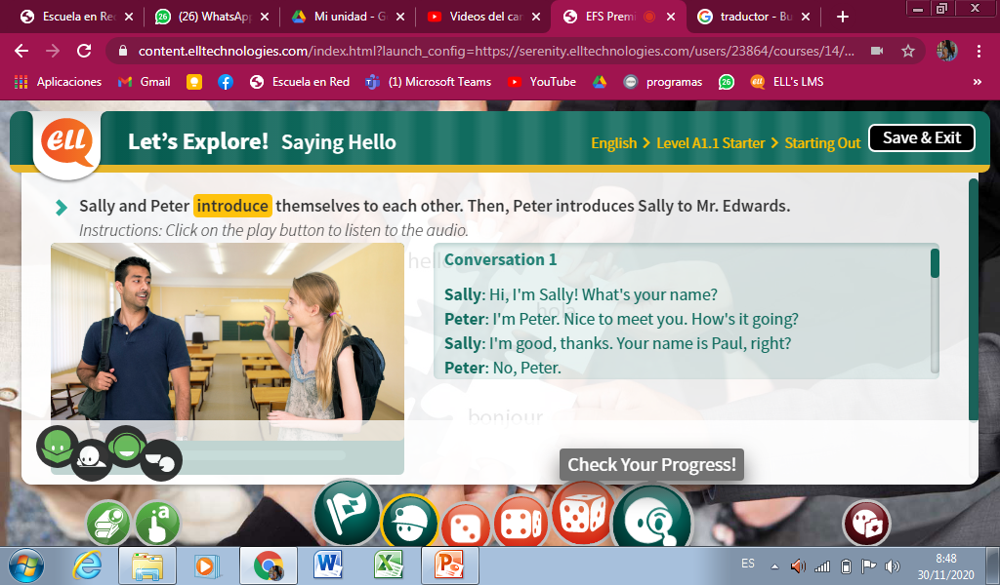 Escuela en Red
(26) WhatsApp
Mi unidad - G
Videos del can
EFS Premi
traductor - Bu
content.elltechnologies.com/index.html?launch_config=https://serenity.elltechnologies.com/users/23864/courses/14/...
Aplicaciones
Gmail
Escuela en Red
(1) Microsoft Teams
YouTube
programas
26
ELL's LMS
»
ell
Let's Explore! Saying Hello
English > Level A1.1 Starter > Starting Out
Save & Exit
Sally and Peter introduce themselves to each other. Then, Peter introduces Sally to Mr. Edwards.
Instructions: Click on the play button to listen to the audio.
hello
Conversation 1
Sally: Hi, I'm Sally! What's your name?
hola
Peter: I'm Peter. Nice to meet you. How's it going?
Sally: I'm good, thanks. Your name is Paul, right?
Peter: No, Peter.
bonjour
Check Your Progress!
a
ES
8:48
30/11/2020